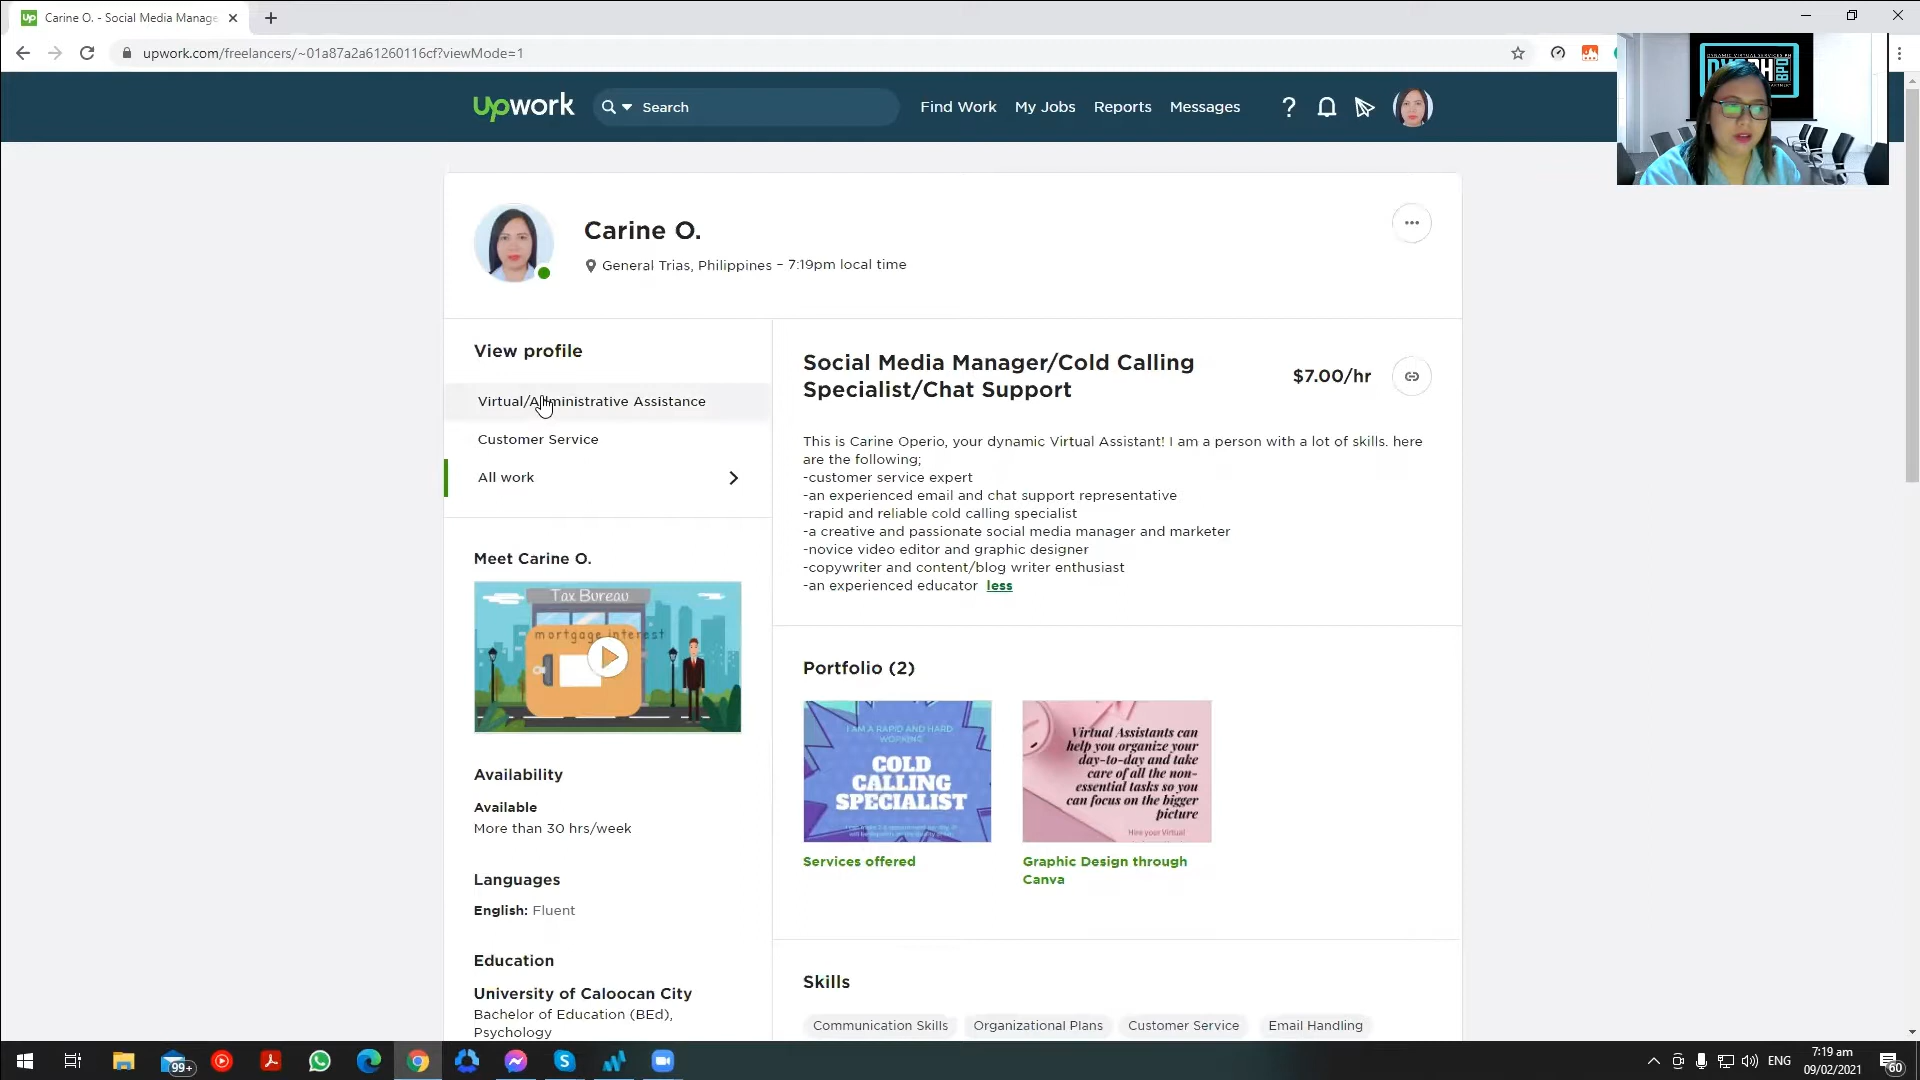 Carine O. - Social Media Manage
upwork.com/freelancers/~01a87a2a61260116cf?viewMode=1
upwork
Search
Find Work
My Jobs
Reports
Messages
Carine O.
General Trias, Philippines – 7:19pm local time
View profile
Virtual/Administrative Assistance
Customer Service
All work
Meet Carine O.
Tax Bureau
mortgage interest
Availability
Available
More than 30 hrs/week
Languages
English: Fluent
Education
University of Caloocan City
Bachelor of Education (BEd),
Psychology
Social Media Manager/Cold Calling
Specialist/Chat Support
$7.00/hr
This is Carine Operio, your dynamic Virtual Assistant! I am a person with a lot of skills. here
are the following;
-customer service expert
-an experienced email and chat support representative
-rapid and reliable cold calling specialist
-a creative and passionate social media manager and marketer
-novice video editor and graphic designer
-copywriter and content/blog writer enthusiast
-an experienced educator less
Portfolio (2)
I AM A RAPID AND HARD
WORKING
COLD
CALLING
SPECIALIST
Virtual Assistants can
help you organize your
day-to-day and take
care of all the non-
essential tasks so you
can focus on the bigger
picture
Hire your Virtual
Services offered
Graphic Design through
Canva
Skills
Communication Skills
Organizational Plans
Customer Service
Email Handling
99+
ENG
7:19 am
09/02/2021
60